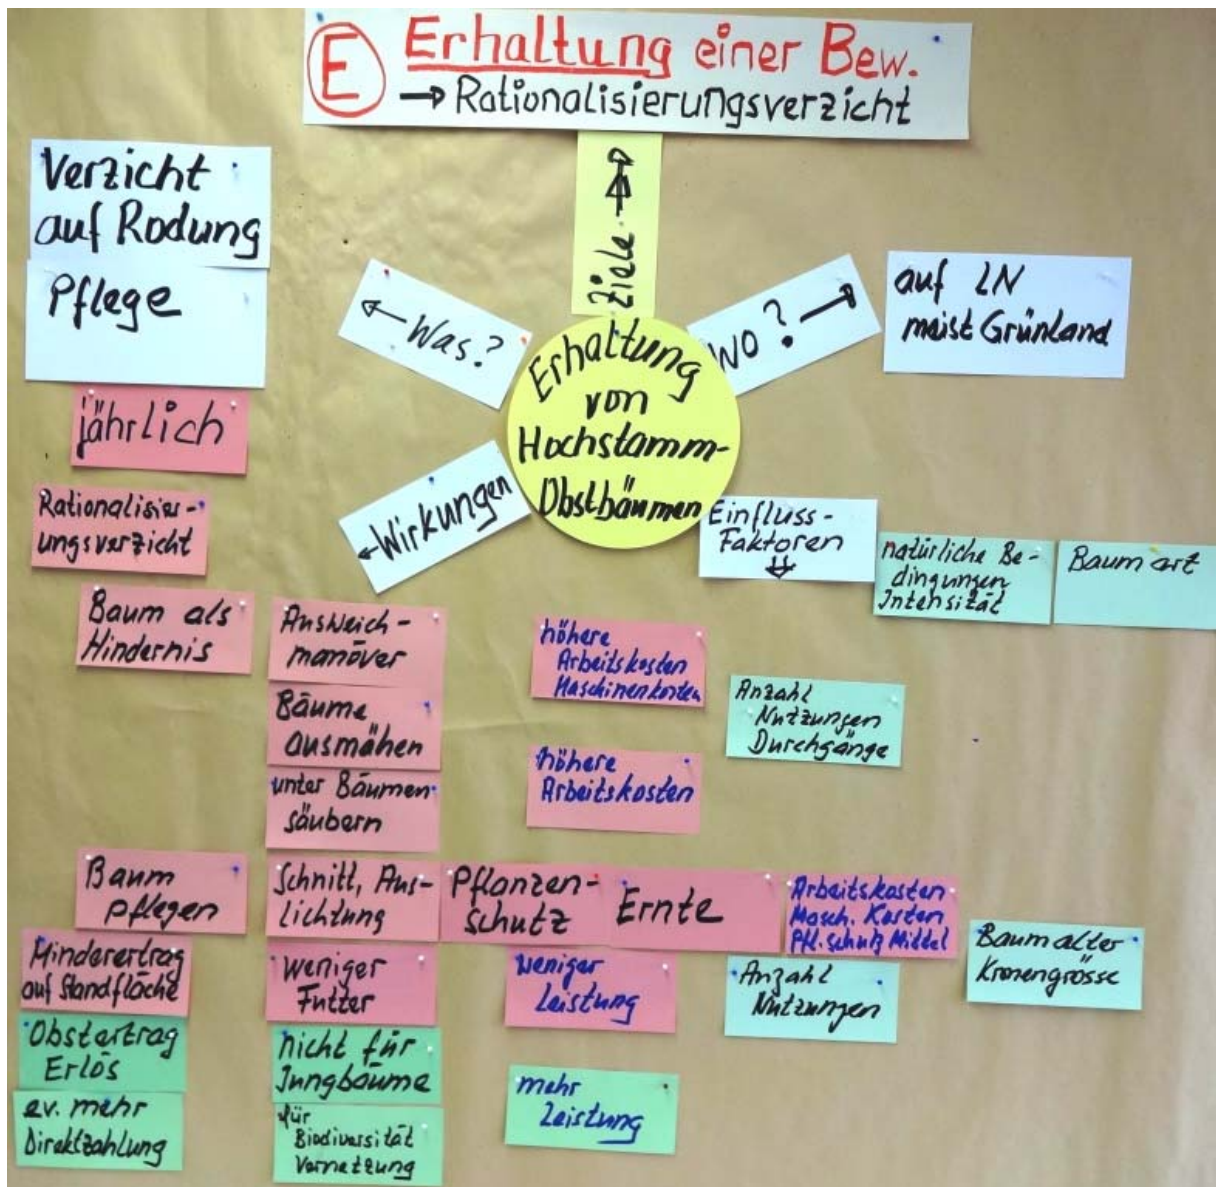 E Erhaltung einer Bew.
→ Rationalisierungsverzicht
Ziele
Verzicht
auf Rodung
Pflege
← Was?
Wo? →
auf LN
meist Grünland
Erhaltung
von
Hochstamm-
Obstbäumen
jährlich
Rationalisier-
ungsverzicht
← Wirkungen
Einfluss-
Faktoren
natürliche Be-
dingungen
Intensität
Baumart
Baum als
Hindernis
Ausweich-
manöver
höhere
Arbeitskosten
Maschinenkosten
Anzahl
Nutzungen
Durchgänge
Bäume
ausmähen
unter Bäumen
säubern
höhere
Arbeitskosten
Baum
pflegen
Schnitt, Aus-
lichtung
Pflanzen-
schutz
Ernte
Arbeitskosten
Masch. Kosten
Pfl.schutz Mittel
Baumalter
Kronengrösse
Minderertrag
auf Standfläche
weniger
Futter
weniger
Leistung
Anzahl
Nutzungen
Obstertrag
Erlös
nicht für
Jungbäume
mehr
Leistung
ev. mehr
Direktzahlung
für
Biodiversität
Vernetzung